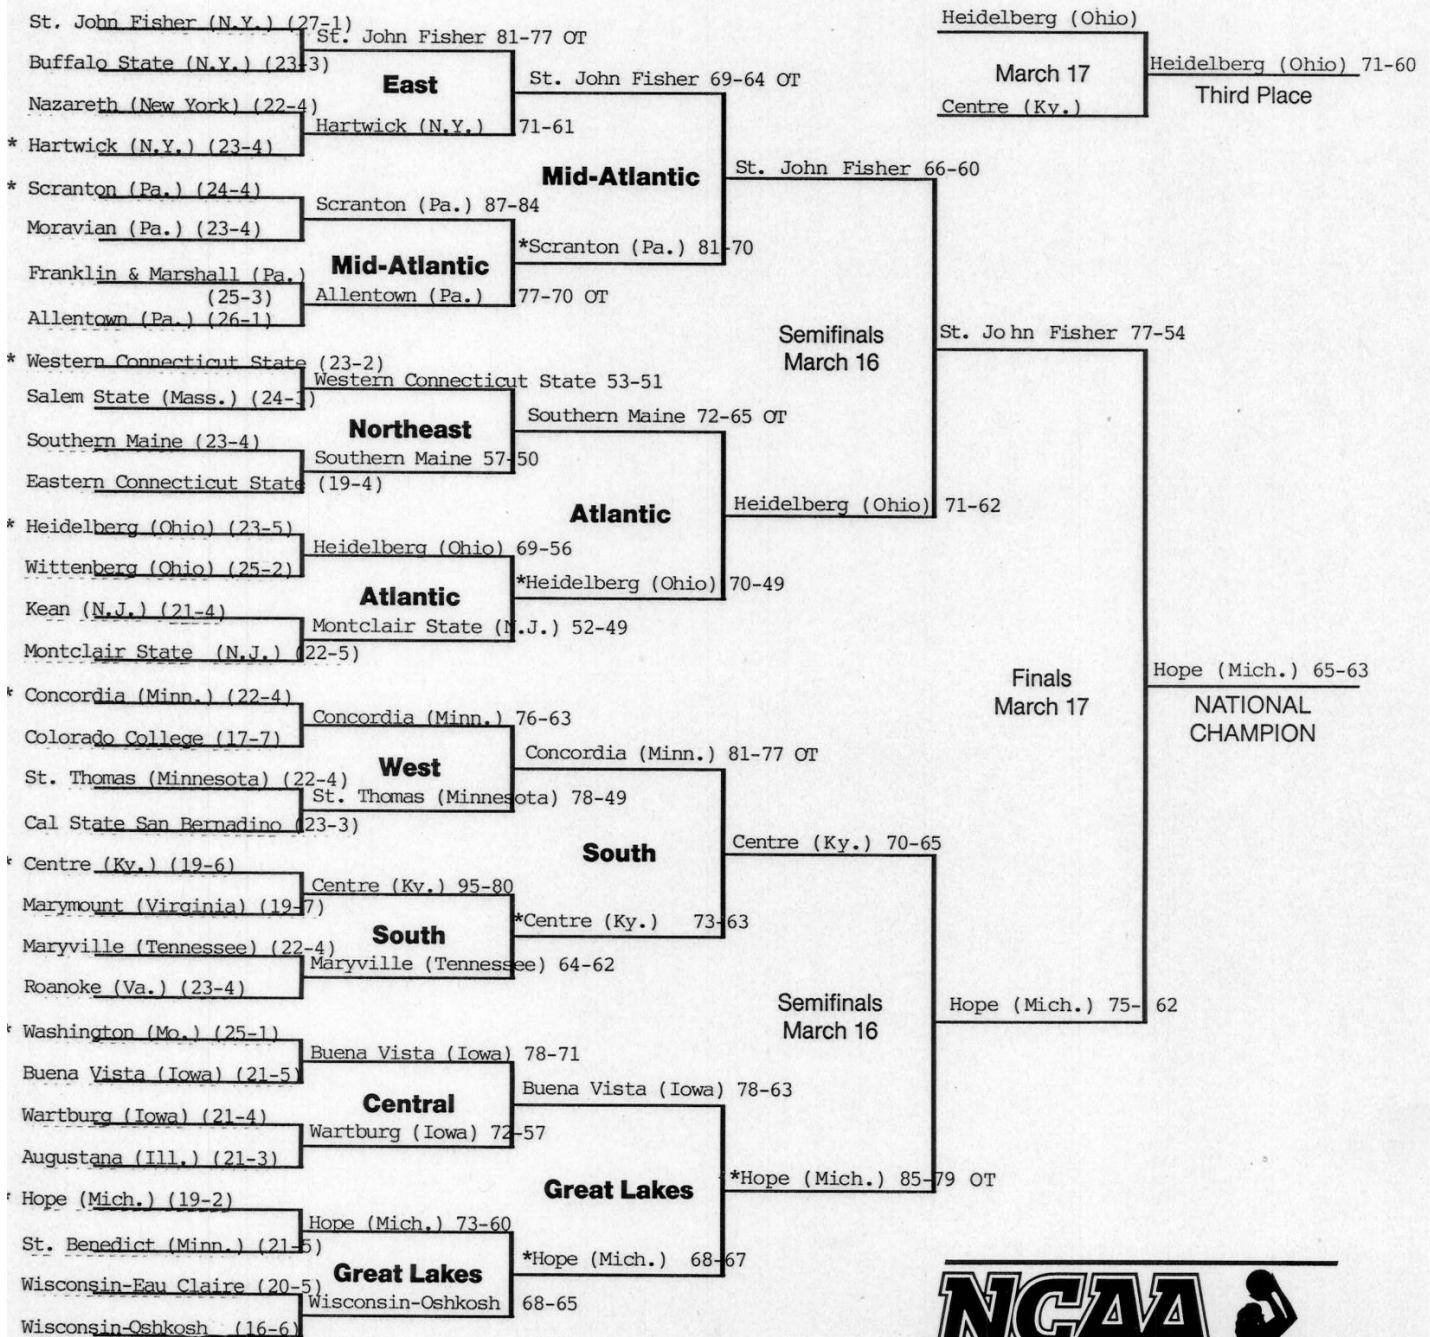 St. John Fisher (N.Y.) (27-1)
Buffalo State (N.Y.) (23-3)
Nazareth (New York) (22-4)
* Hartwick (N.Y.) (23-4)
* Scranton (Pa.) (24-4)
Moravian (Pa.) (23-4)
Franklin & Marshall (Pa.)
(25-3)
Allentown (Pa.) (26-1)
* Western Connecticut State (23-2)
Salem State (Mass.) (24-1)
Southern Maine (23-4)
Eastern Connecticut State (19-4)
* Heidelberg (Ohio) (23-5)
Wittenberg (Ohio) (25-2)
Kean (N.J.) (21-4)
Montclair State (N.J.) (22-5)
* Concordia (Minn.) (22-4)
Colorado College (17-7)
St. Thomas (Minnesota) (22-4)
Cal State San Bernadino (23-3)
* Centre (Ky.) (19-6)
Marymount (Virginia) (19-7)
Maryville (Tennessee) (22-4)
Roanoke (Va.) (23-4)
* Washington (Mo.) (25-1)
Buena Vista (Iowa) (21-5)
Wartburg (Iowa) (21-4)
Augustana (Ill.) (21-3)
* Hope (Mich.) (19-2)
St. Benedict (Minn.) (21-5)
Wisconsin-Eau Claire (20-5)
Wisconsin-Oshkosh (16-6)
St. John Fisher 81-77 OT
East
Hartwick (N.Y.) 71-61
Scranton (Pa.) 87-84
Mid-Atlantic
Allentown (Pa.) 77-70 OT
Western Connecticut State 53-51
Northeast
Southern Maine 57-50
Heidelberg (Ohio) 69-56
Atlantic
Montclair State (N.J.) 52-49
Concordia (Minn.) 76-63
West
St. Thomas (Minnesota) 78-49
Centre (Ky.) 95-80
South
Maryville (Tennessee) 64-62
Buena Vista (Iowa) 78-71
Central
Wartburg (Iowa) 72-57
Hope (Mich.) 73-60
Great Lakes
Wisconsin-Oshkosh 68-65
St. John Fisher 69-64 OT
Mid-Atlantic
*Scranton (Pa.) 81-70
Southern Maine 72-65 OT
Atlantic
*Heidelberg (Ohio) 70-49
Concordia (Minn.) 81-77 OT
South
*Centre (Ky.) 73-63
Buena Vista (Iowa) 78-63
Great Lakes
*Hope (Mich.) 68-67
St. John Fisher 66-60
Semifinals
March 16
Heidelberg (Ohio) 71-62
Centre (Ky.) 70-65
Semifinals
March 16
*Hope (Mich.) 85-79 OT
St. John Fisher 77-54
Finals
March 17
Hope (Mich.) 75-62
Hope (Mich.) 65-63
NATIONAL
CHAMPION
Heidelberg (Ohio)
March 17
Centre (Ky.)
Heidelberg (Ohio) 71-60
Third Place
NCAA